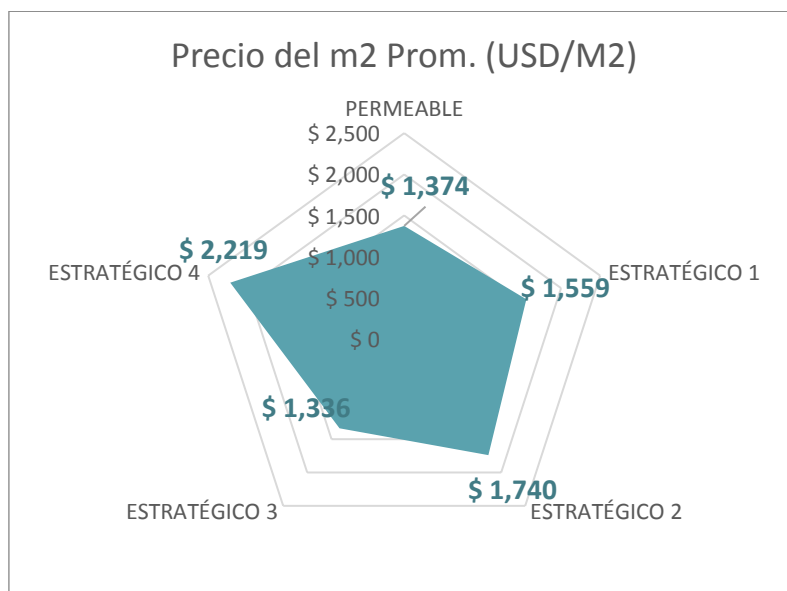 Precio del m2 Prom. (USD/M2)
PERMEABLE
$ 2,500
$ 2,000
$ 1,374
$ 1,500
$ 2,219
$ 1,000
ESTRATÉGICO 4
ESTRATÉGICO 1
$ 500
$ 1,559
$ 0
$ 1,336
$ 1,740
ESTRATÉGICO 3
ESTRATÉGICO 2